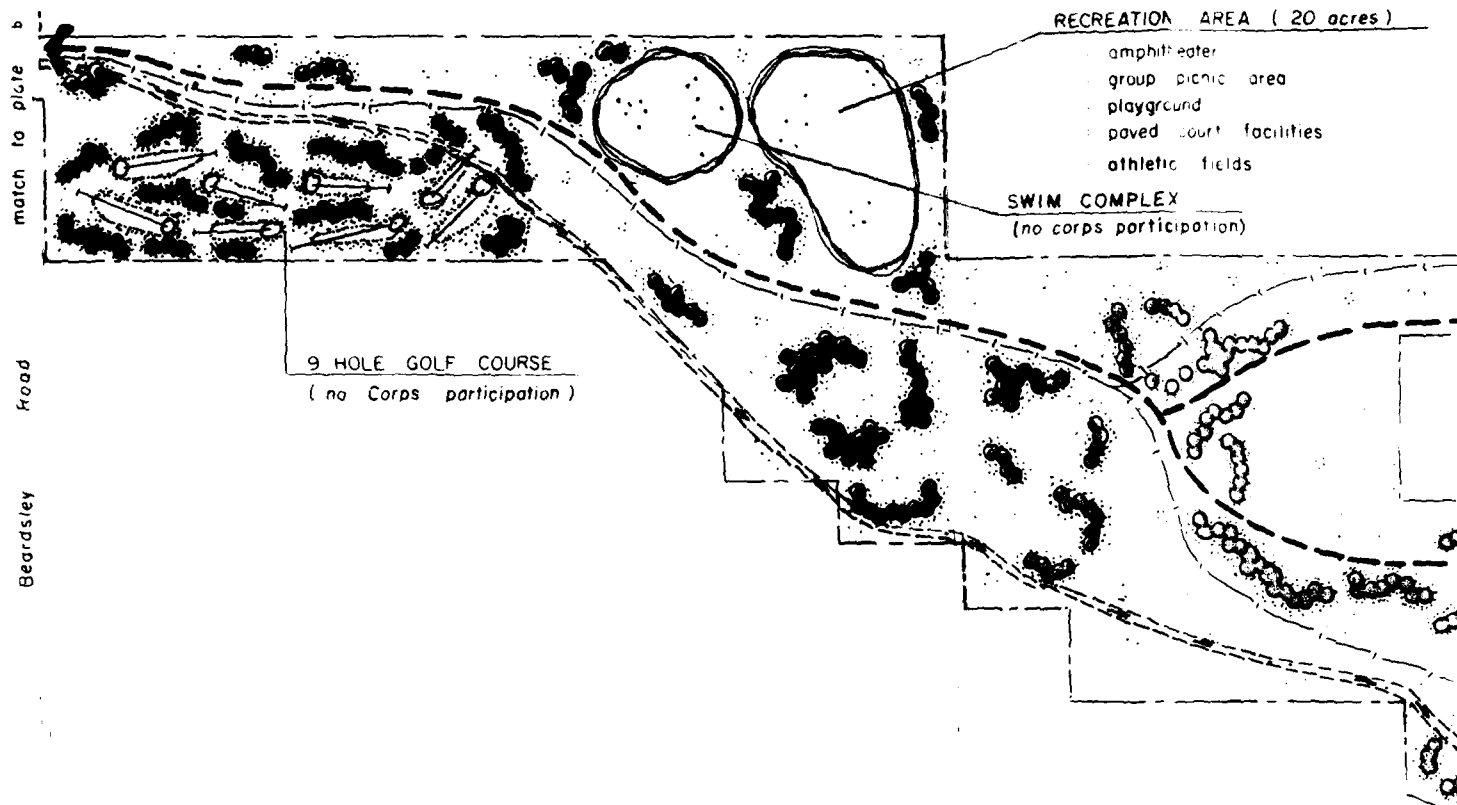 RECREATION AREA ( 20 acres )
amphitheater
group picnic area
playground
paved court facilities
athletic fields
SWIM COMPLEX
(no corps participation)
9 HOLE GOLF COURSE
( no Corps participation )
match to plate b
Beardsley Road